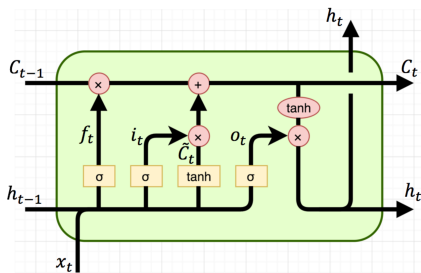 h_t
C_{t-1} × + C_t
tanh
f_t i_t × C̃_t o_t ×
σ σ tanh σ
h_{t-1} h_t
x_t